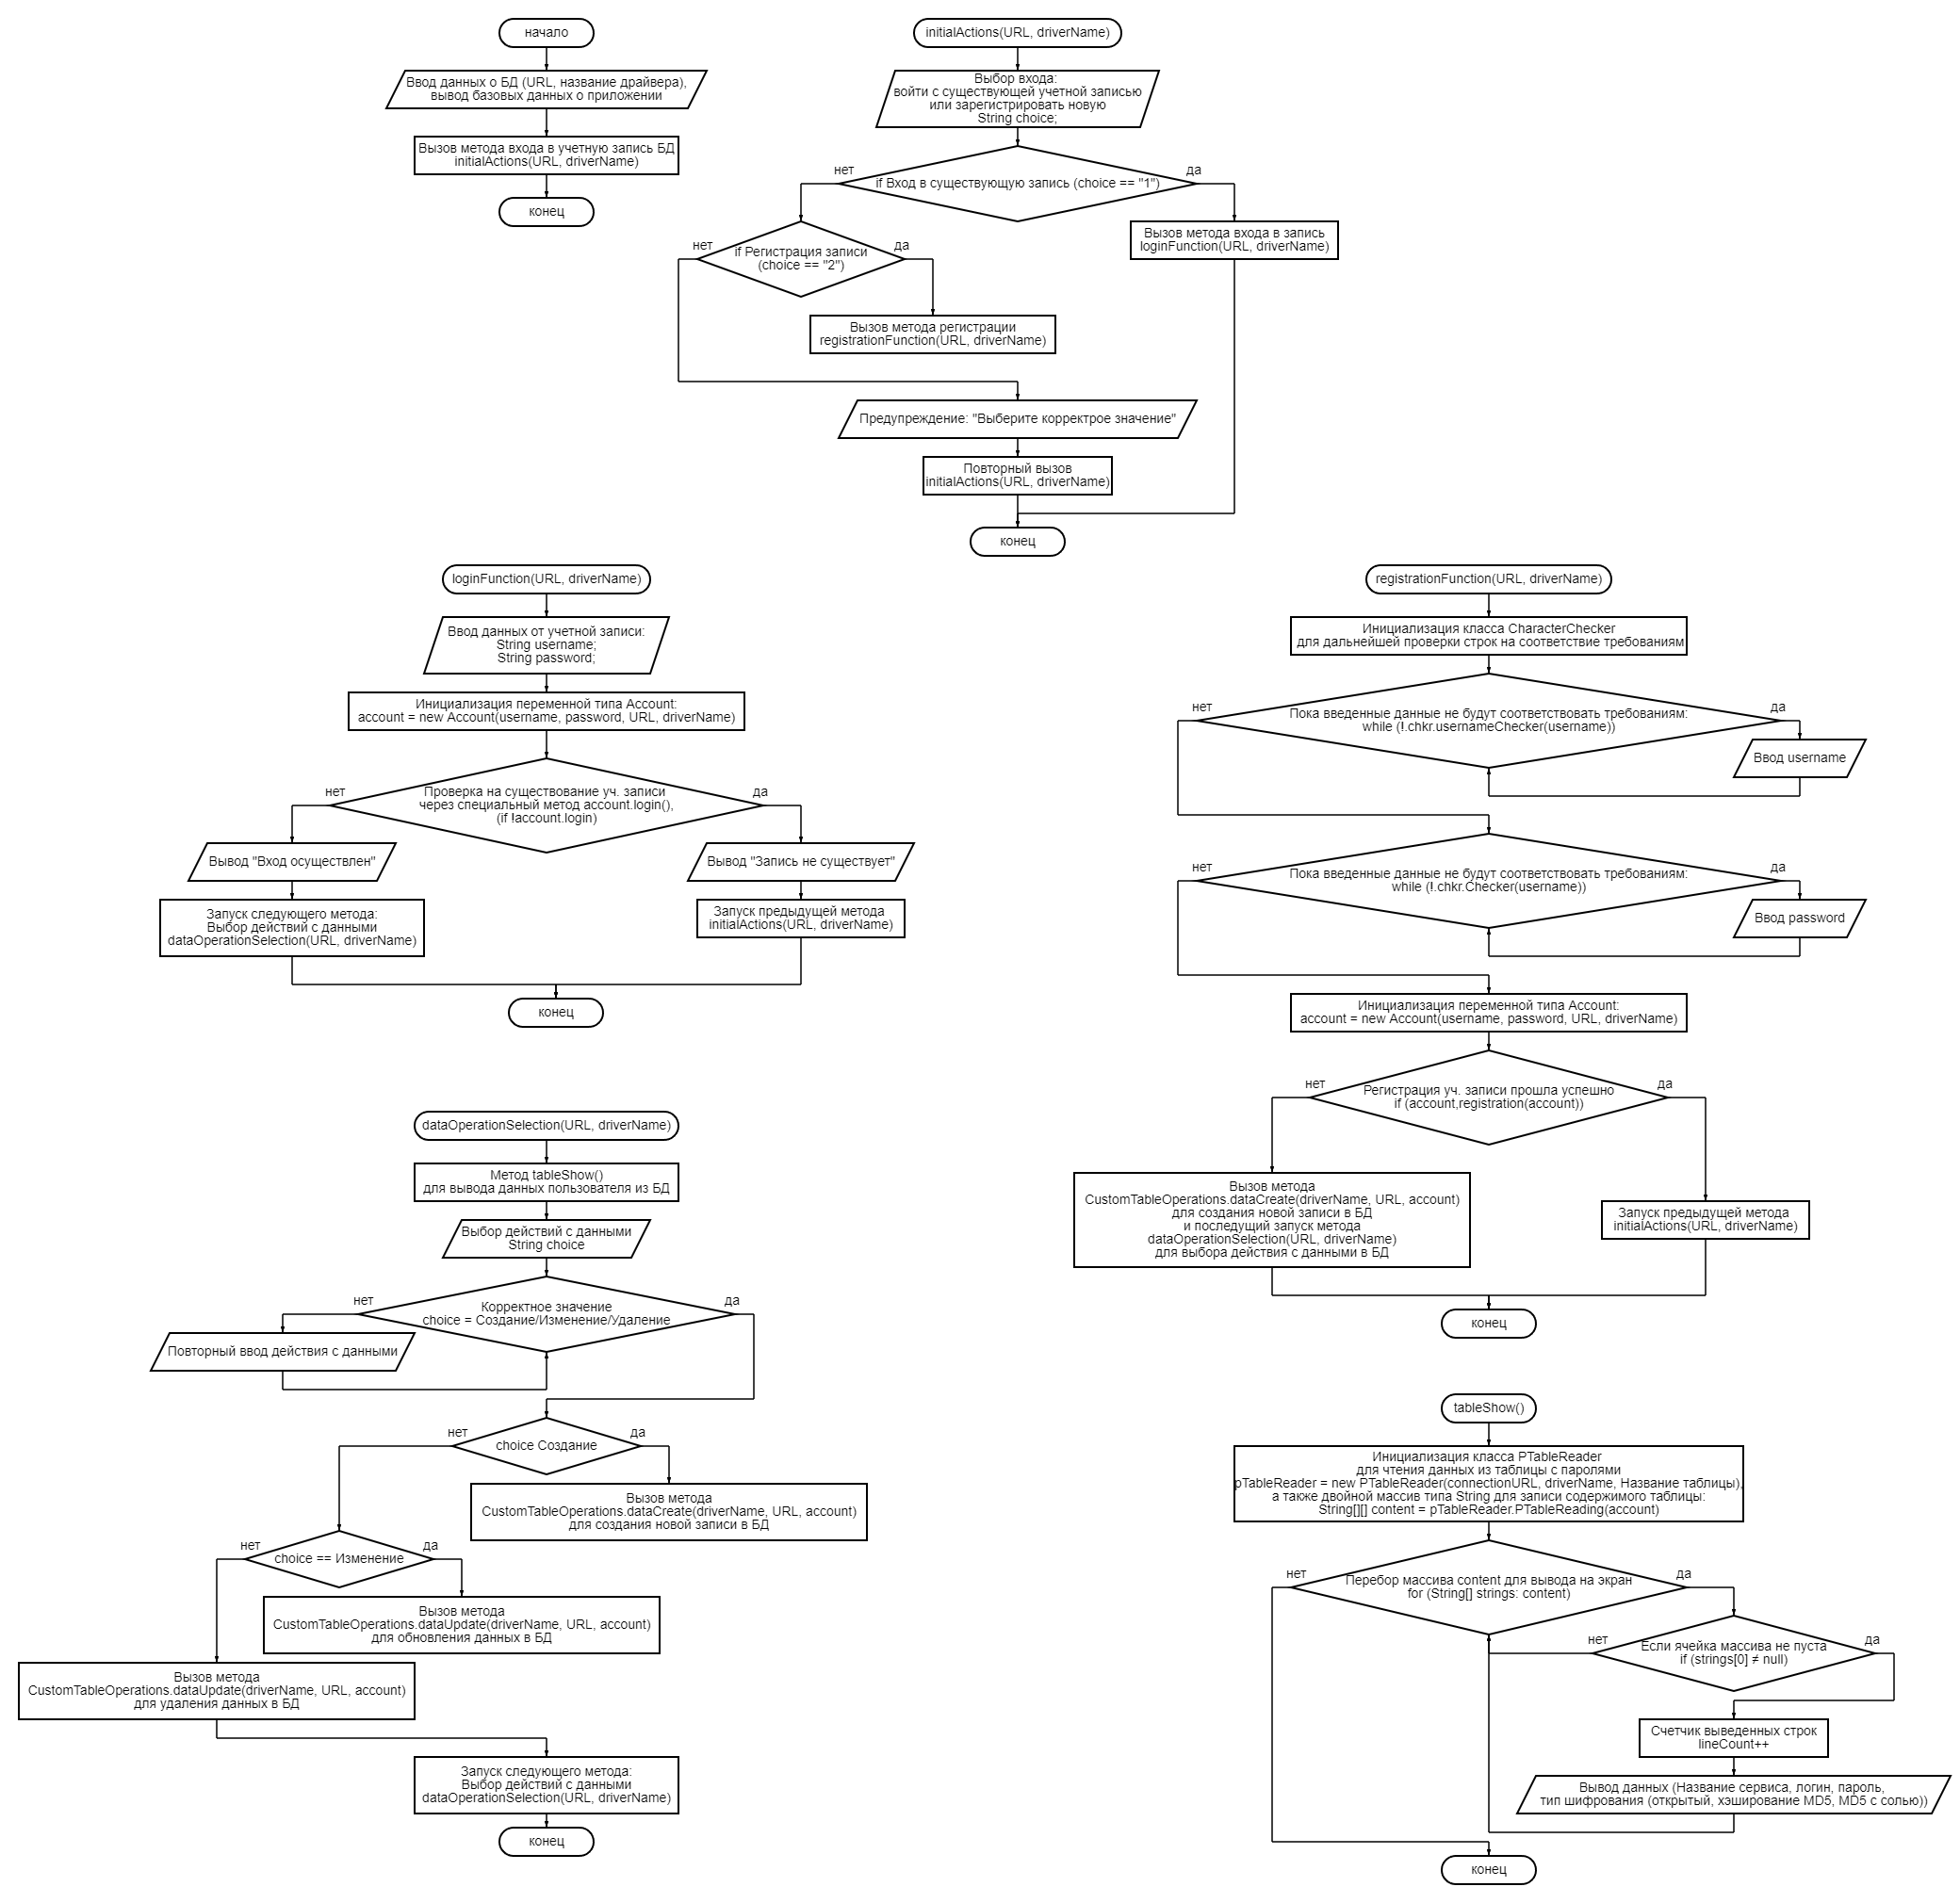 начало
Ввод данных о БД (URL, название драйвера),
вывод базовых данных о приложении
Вызов метода входа в учетную запись БД
initialActions(URL, driverName)
конец
initialActions(URL, driverName)
Выбор входа:
войти с существующей учетной записью
или зарегистрировать новую
String choice;
нет
да
if Вход в существующую запись (choice == "1")
Вызов метода входа в запись
loginFunction(URL, driverName)
нет
да
if Регистрация записи
(choice == "2")
Вызов метода регистрации
registrationFunction(URL, driverName)
Предупреждение: "Выберите корректрое значение"
Повторный вызов
initialActions(URL, driverName)
конец
loginFunction(URL, driverName)
Ввод данных от учетной записи:
String username;
String password;
Инициализация переменной типа Account:
account = new Account(username, password, URL, driverName)
нет
да
Проверка на существование уч. записи
через специальный метод account.login(),
(if !account.login)
Вывод "Вход осуществлен"
Вывод "Запись не существует"
Запуск следующего метода:
Выбор действий с данными
dataOperationSelection(URL, driverName)
Запуск предыдущей метода
initialActions(URL, driverName)
конец
registrationFunction(URL, driverName)
Инициализация класса CharacterChecker
для дальнейшей проверки строк на соответствие требованиям
нет
да
Пока введенные данные не будут соответствовать требованиям:
while (!.chkr.usernameChecker(username))
Ввод username
нет
да
Пока введенные данные не будут соответствовать требованиям:
while (!.chkr.Checker(username))
Ввод password
Инициализация переменной типа Account:
account = new Account(username, password, URL, driverName)
нет
да
Регистрация уч. записи прошла успешно
if (account,registration(account))
Вызов метода
CustomTableOperations.dataCreate(driverName, URL, account)
для создания новой записи в БД
и последущий запуск метода
dataOperationSelection(URL, driverName)
для выбора действия с данными в БД
Запуск предыдущей метода
initialActions(URL, driverName)
конец
dataOperationSelection(URL, driverName)
Метод tableShow()
для вывода данных пользователя из БД
Выбор действий с данными
String choice
нет
да
Корректное значение
choice = Создание/Изменение/Удаление
Повторный ввод действия с данными
нет
да
choice Создание
Вызов метода
CustomTableOperations.dataCreate(driverName, URL, account)
для создания новой записи в БД
нет
да
choice == Изменение
Вызов метода
CustomTableOperations.dataUpdate(driverName, URL, account)
для обновления данных в БД
Вызов метода
CustomTableOperations.dataUpdate(driverName, URL, account)
для удаления данных в БД
Запуск следующего метода:
Выбор действий с данными
dataOperationSelection(URL, driverName)
конец
tableShow()
Инициализация класса PTableReader
для чтения данных из таблицы с паролями
pTableReader = new PTableReader(connectionURL, driverName, Название таблицы),
а также двойной массив типа String для записи содержимого таблицы:
String[][] content = pTableReader.PTableReading(account)
нет
да
Перебор массива content для вывода на экран
for (String[] strings: content)
нет
да
Если ячейка массива не пуста
if (strings[0] ≠ null)
Счетчик выведенных строк
lineCount++
Вывод данных (Название сервиса, логин, пароль,
тип шифрования (открытый, хэширование MD5, MD5 с солью))
конец